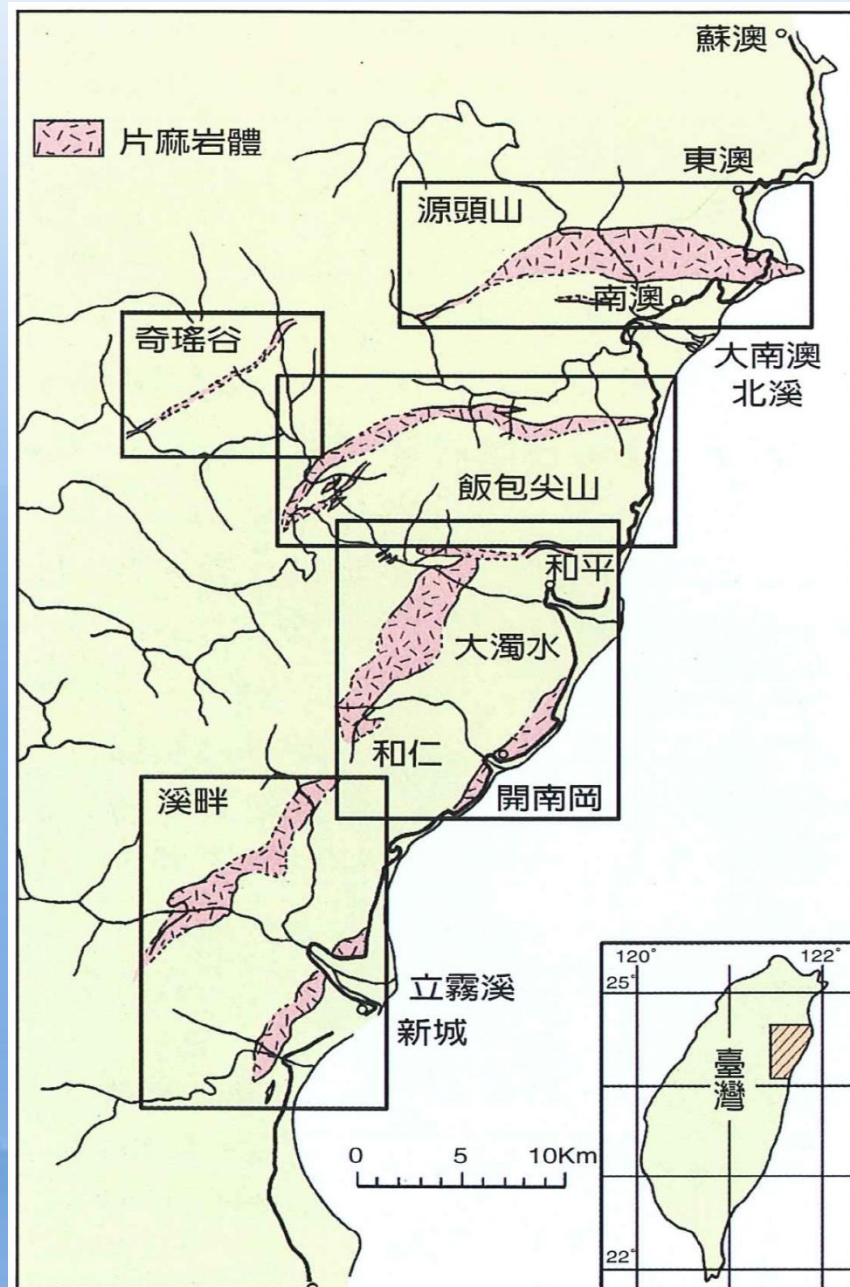 蘇澳
片麻岩體
東澳
源頭山
南澳
奇瑤谷
大南澳
北溪
飯包尖山
和平
大濁水
和仁
開南岡
溪畔
立霧溪
新城
0 5 10Km
120° 122°
25°
臺灣
22°